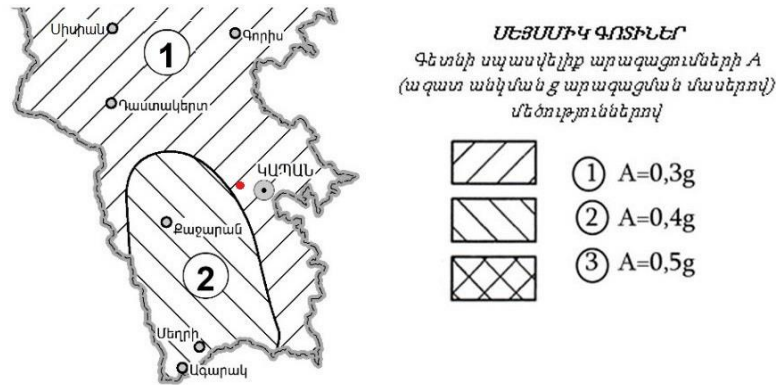 Սիսիան
Գորիս
1
Դաստակերտ
ԿԱՊԱՆ
Քաջարան
2
Մեղրի
Ագարակ
ՍԵՅՍՄԻԿ ԳՈՏԻՆԵՐ
Գետնի սպասվելիք արագացումների A
(ազատ անկման g արագացման մասերով)
մեծություններով
1 A=0,3g
2 A=0,4g
3 A=0,5g